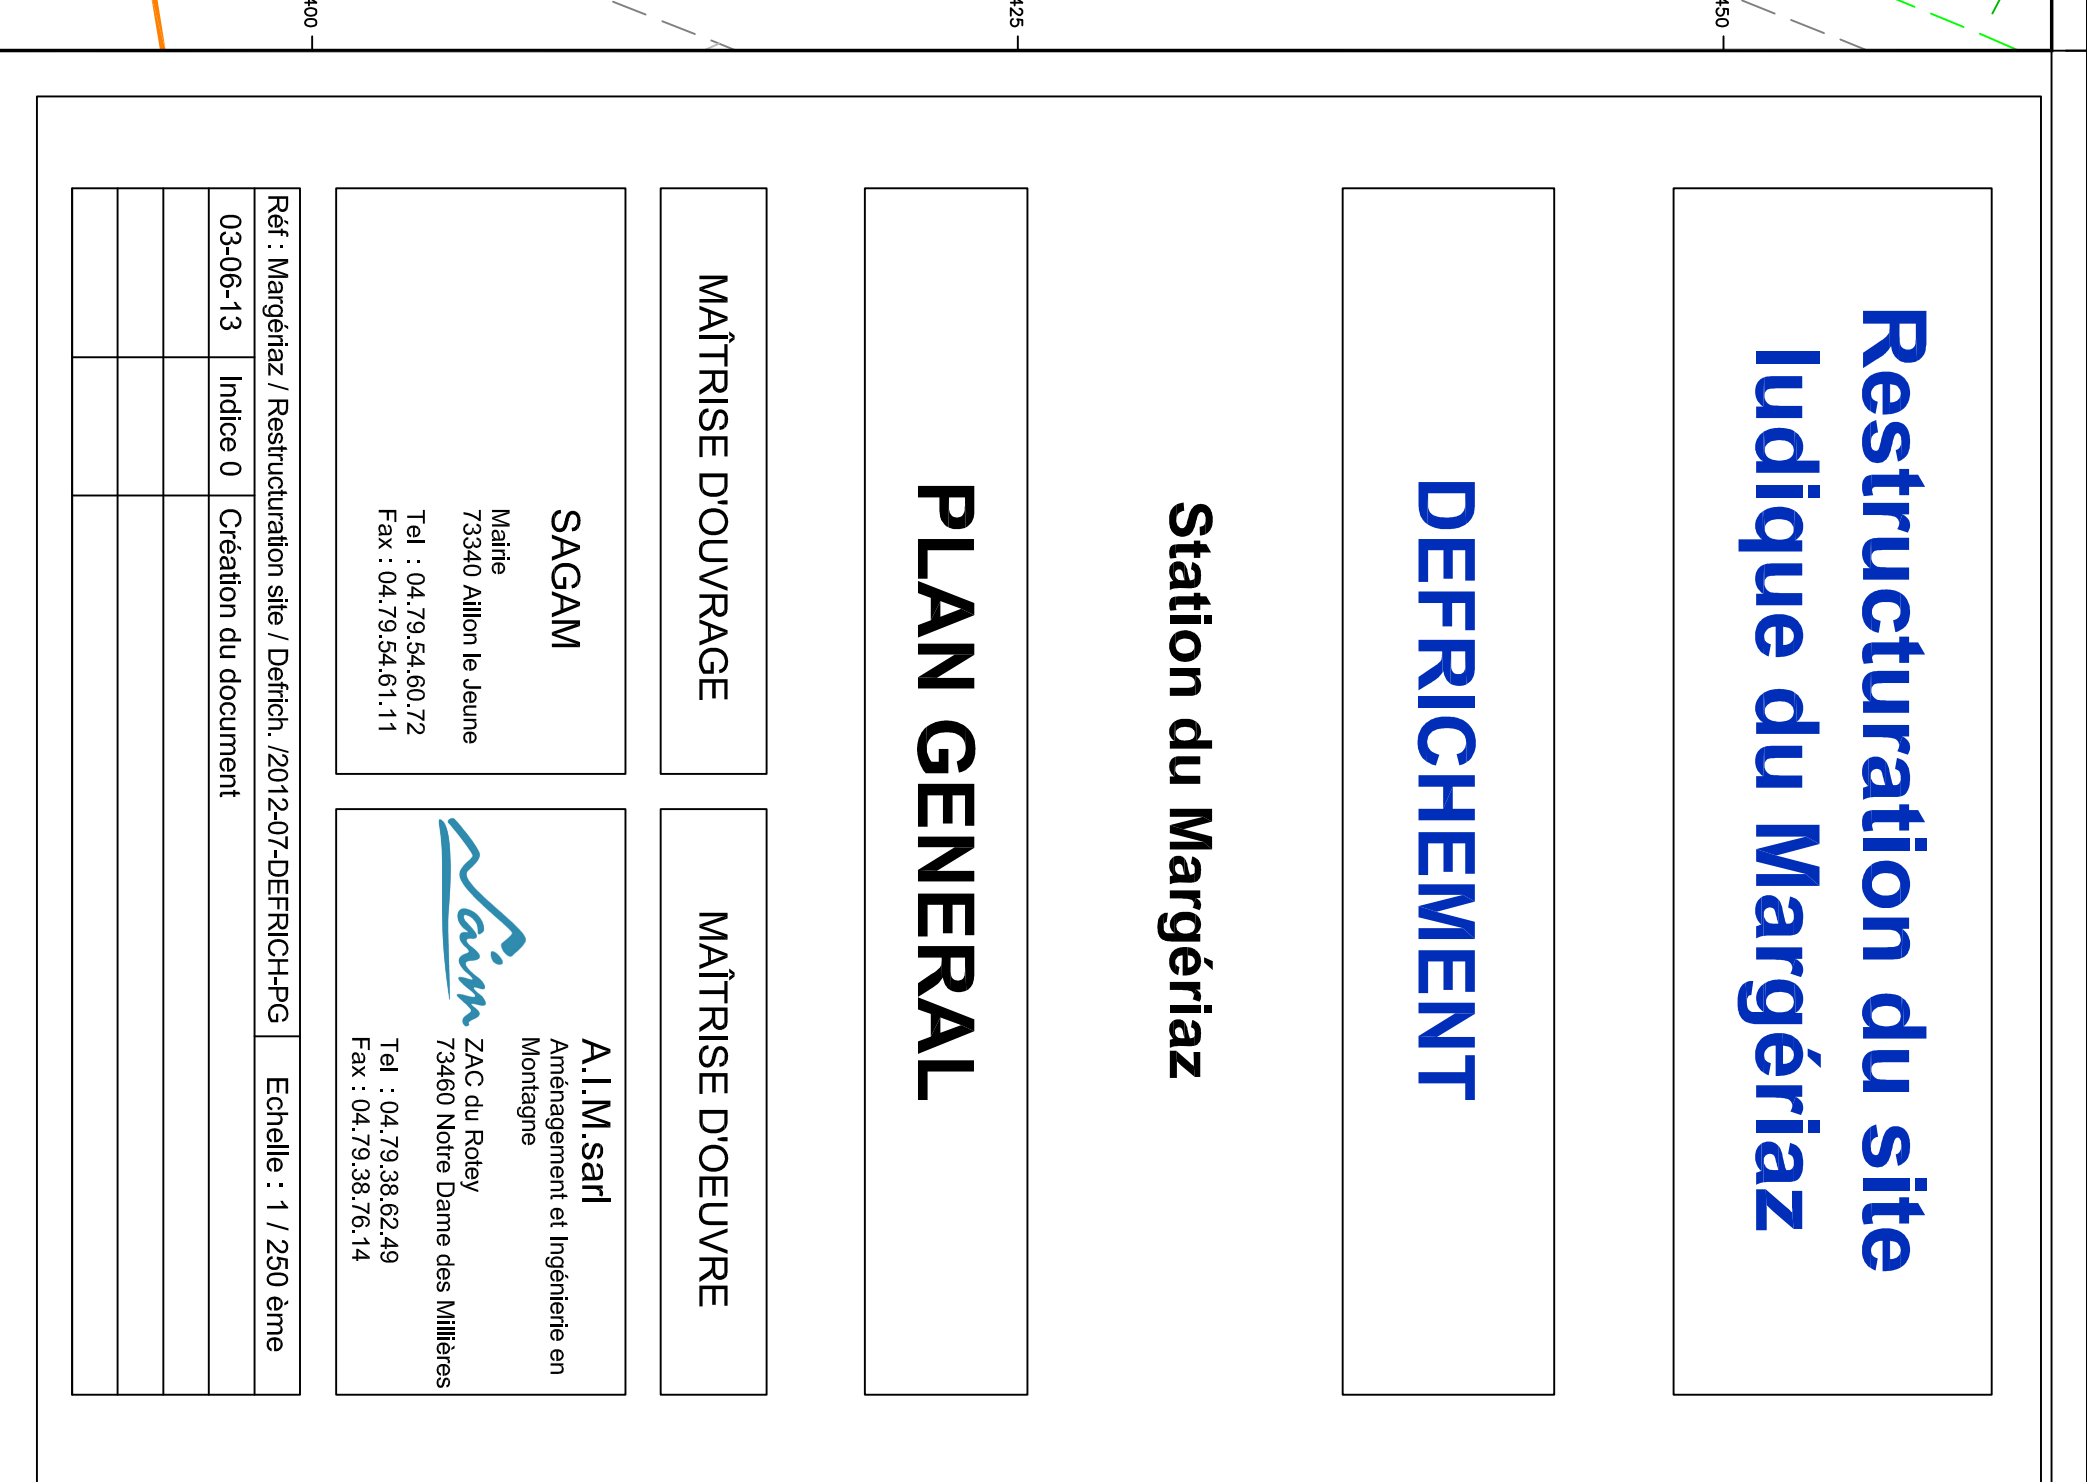 Restructuration du site
ludique du Margériaz
DEFRICHEMENT
Station du Margériaz
PLAN GENERAL
MAÎTRISE D'OUVRAGE
MAÎTRISE D'OEUVRE
SAGAM
Mairie
73340 Aillon le Jeune
Tel : 04.79.54.60.72
Fax : 04.79.54.61.11
aim
A.I.M.sarl
Aménagement et Ingénierie en
Montagne
ZAC du Rotey
73460 Notre Dame des Millières
Tel : 04.79.38.62.49
Fax : 04.79.38.76.14
Réf : Margériaz / Restructuration site / Defrich. /2012-07-DEFRICH-PG
Echelle : 1 / 250 ème
03-06-13
Indice 0
Création du document
450
425
400